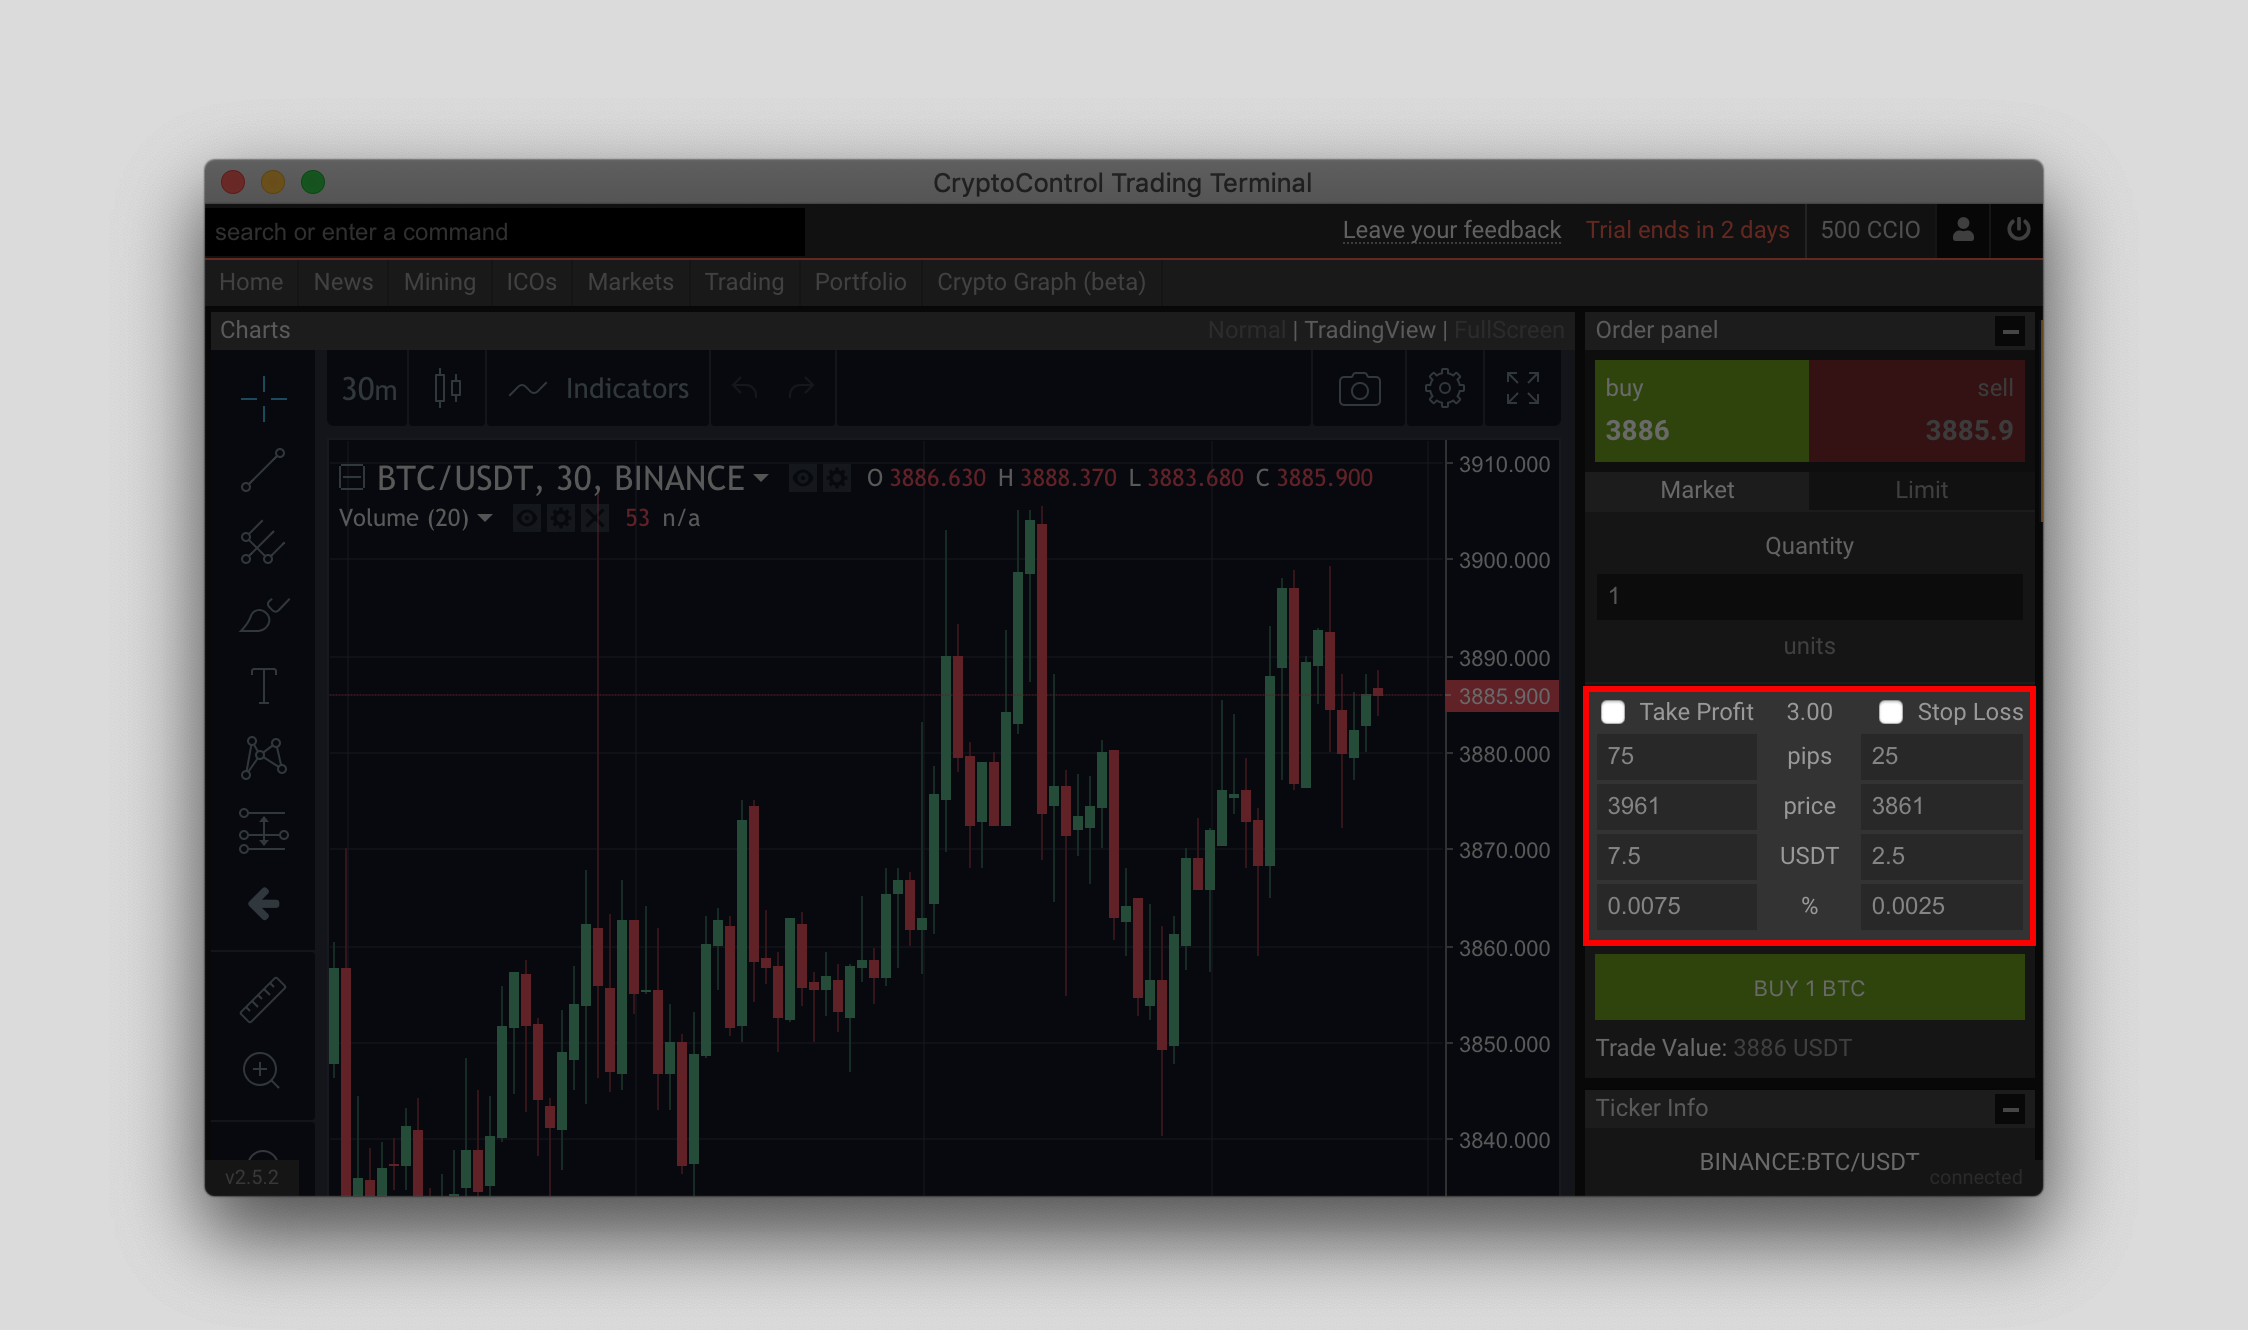 CryptoControl Trading Terminal
search or enter a command
Leave your feedback Trial ends in 2 days 500 CCIO
Home News Mining ICOs Markets Trading Portfolio Crypto Graph (beta)
Charts Normal | TradingView | FullScreen
30m Indicators
BTC/USDT, 30, BINANCE O 3886.630 H 3888.370 L 3883.680 C 3885.900
Volume (20) 53 n/a
3910.000
3900.000
3890.000
3885.900
3880.000
3870.000
3860.000
3850.000
3840.000
v2.5.2
Order panel
buy sell
3886 3885.9
Market Limit
Quantity
1
units
Take Profit 3.00 Stop Loss
75 pips 25
3961 price 3861
7.5 USDT 2.5
0.0075 % 0.0025
BUY 1 BTC
Trade Value: 3886 USDT
Ticker Info
BINANCE:BTC/USDT
connected